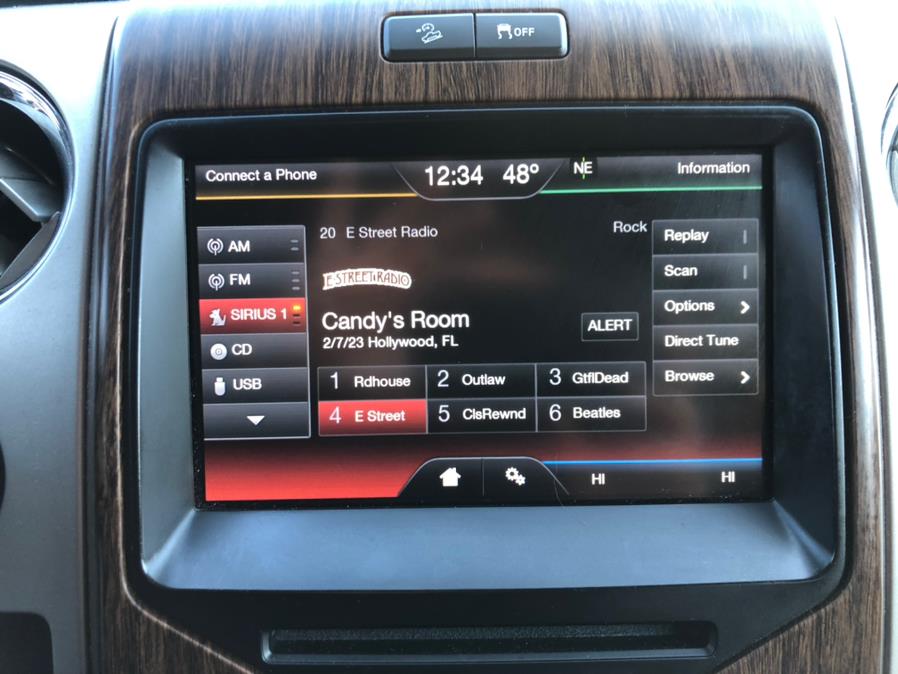 OFF
Connect a Phone 12:34 48° NE Information
20 E Street Radio Rock
E STREET RADIO
Candy's Room
2/7/23 Hollywood, FL
ALERT
AM
FM
SIRIUS 1
CD
USB
1 Rdhouse 2 Outlaw 3 GtflDead
4 E Street 5 ClsRewnd 6 Beatles
Replay
Scan
Options
Direct Tune
Browse
HI HI